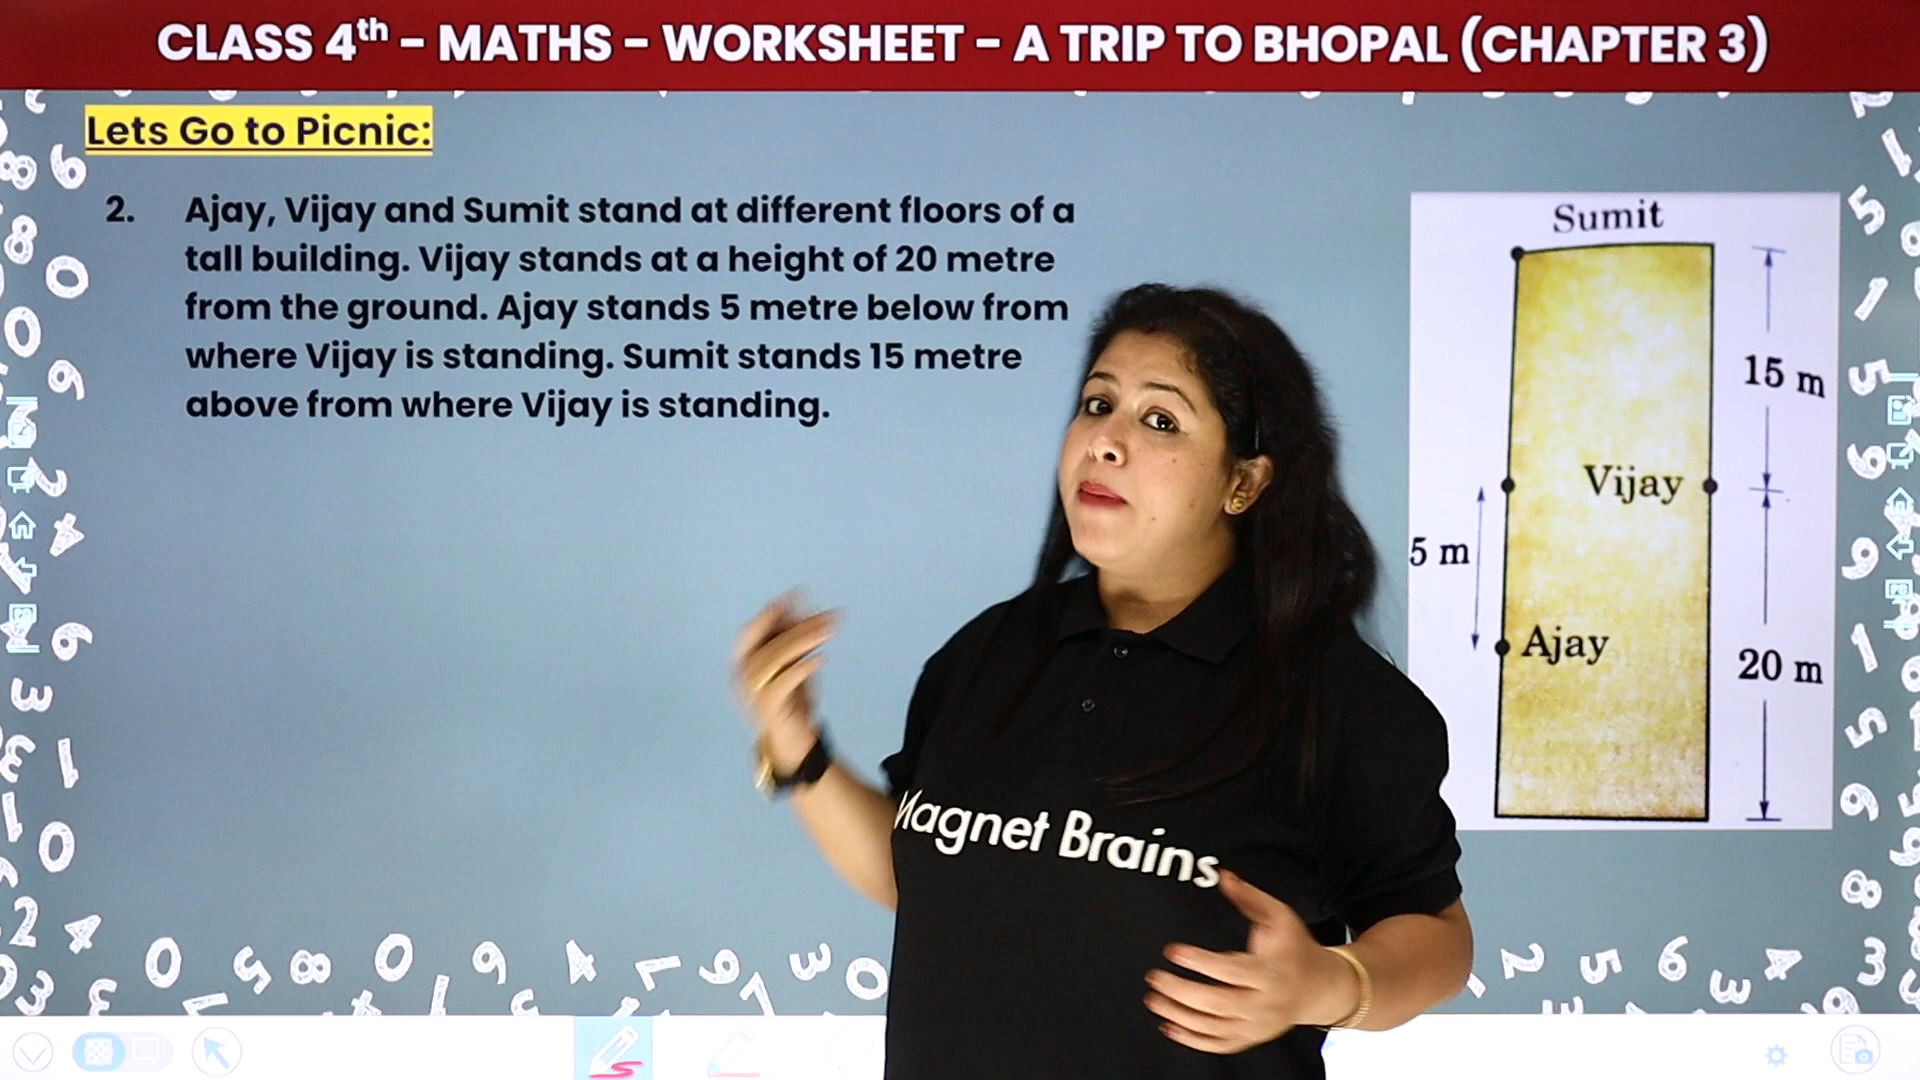 CLASS 4th - MATHS - WORKSHEET - A TRIP TO BHOPAL (CHAPTER 3)
Lets Go to Picnic:
2. Ajay, Vijay and Sumit stand at different floors of a
tall building. Vijay stands at a height of 20 metre
from the ground. Ajay stands 5 metre below from
where Vijay is standing. Sumit stands 15 metre
above from where Vijay is standing.
Sumit
15 m
Vijay
5 m
Ajay
20 m
Magnet Brains